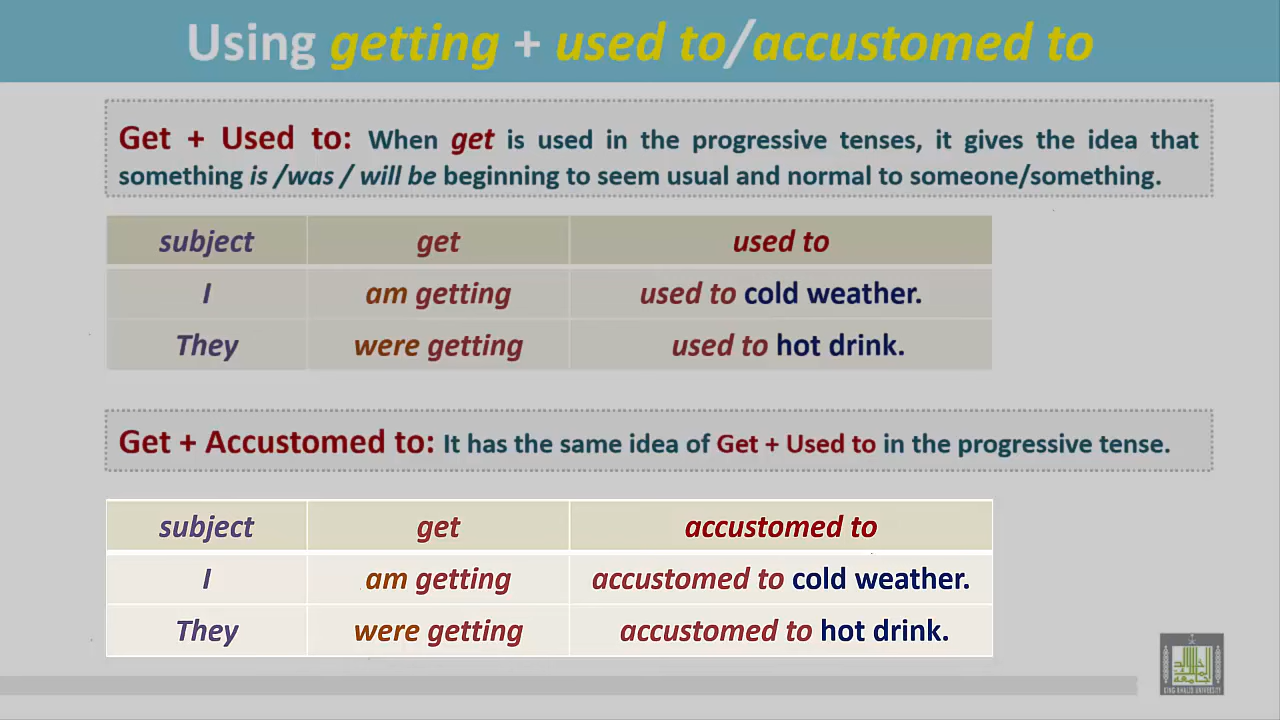 Using getting + used to/accustomed to
Get + Used to: When get is used in the progressive tenses, it gives the idea that
something is /was / will be beginning to seem usual and normal to someone/something.
subject get used to
I am getting used to cold weather.
They were getting used to hot drink.
Get + Accustomed to: It has the same idea of Get + Used to in the progressive tense.
subject get accustomed to
I am getting accustomed to cold weather.
They were getting accustomed to hot drink.
KING KHALID UNIVERSITY